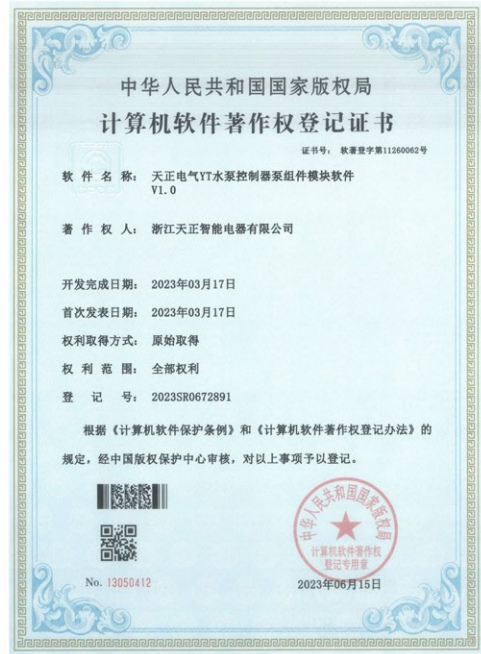 中华人民共和国国家版权局
计算机软件著作权登记证书
证书号： 软著登字第11260062号
软 件 名 称： 天正电气YT水泵控制器泵组件模块软件
V1.0
著 作 权 人： 浙江天正智能电器有限公司
开发完成日期： 2023年03月17日
首次发表日期： 2023年03月17日
权利取得方式： 原始取得
权 利 范 围： 全部权利
登 记 号： 2023SR0672891
根据《计算机软件保护条例》和《计算机软件著作权登记办法》的
规定，经中国版权保护中心审核，对以上事项予以登记。
中华人民共和国国家版权局
计算机软件著作权
登记专用章
No. 13050412
2023年06月15日